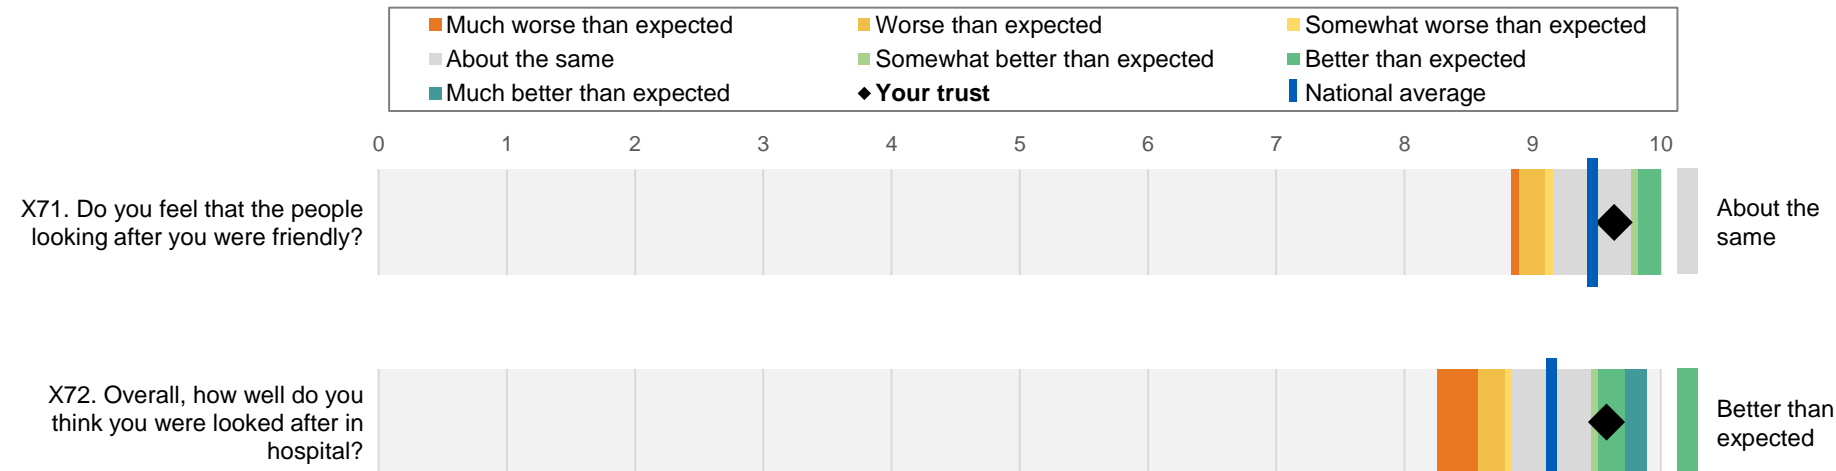 Much worse than expected
Worse than expected
Somewhat worse than expected
About the same
Somewhat better than expected
Better than expected
Much better than expected
Your trust
National average
0 1 2 3 4 5 6 7 8 9 10
X71. Do you feel that the people
looking after you were friendly?
About the
same
X72. Overall, how well do you
think you were looked after in
hospital?
Better than
expected